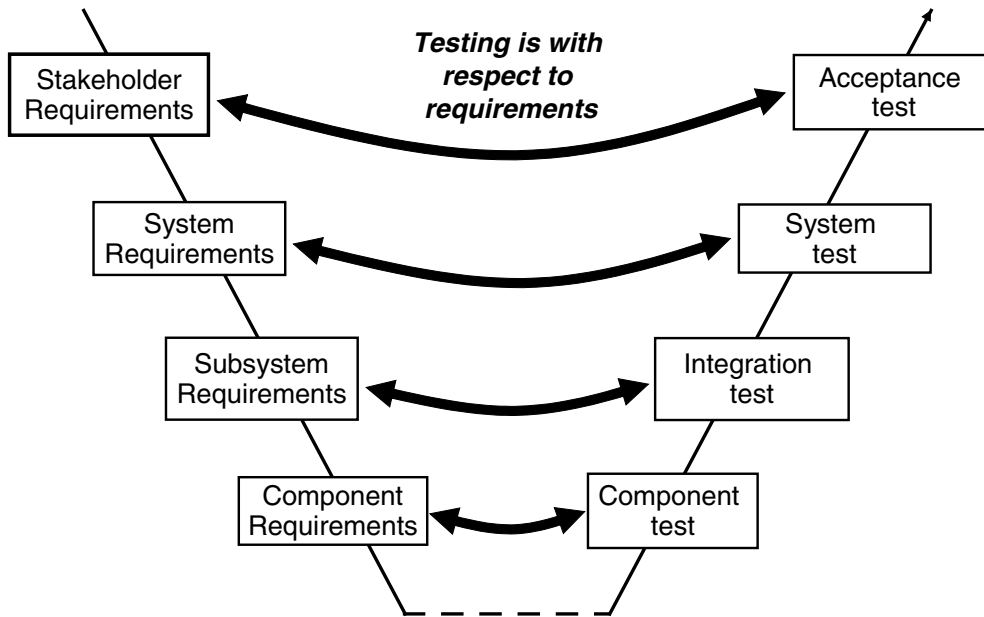 Testing is with
respect to
requirements
Stakeholder
Requirements
Acceptance
test
System
Requirements
System
test
Subsystem
Requirements
Integration
test
Component
Requirements
Component
test